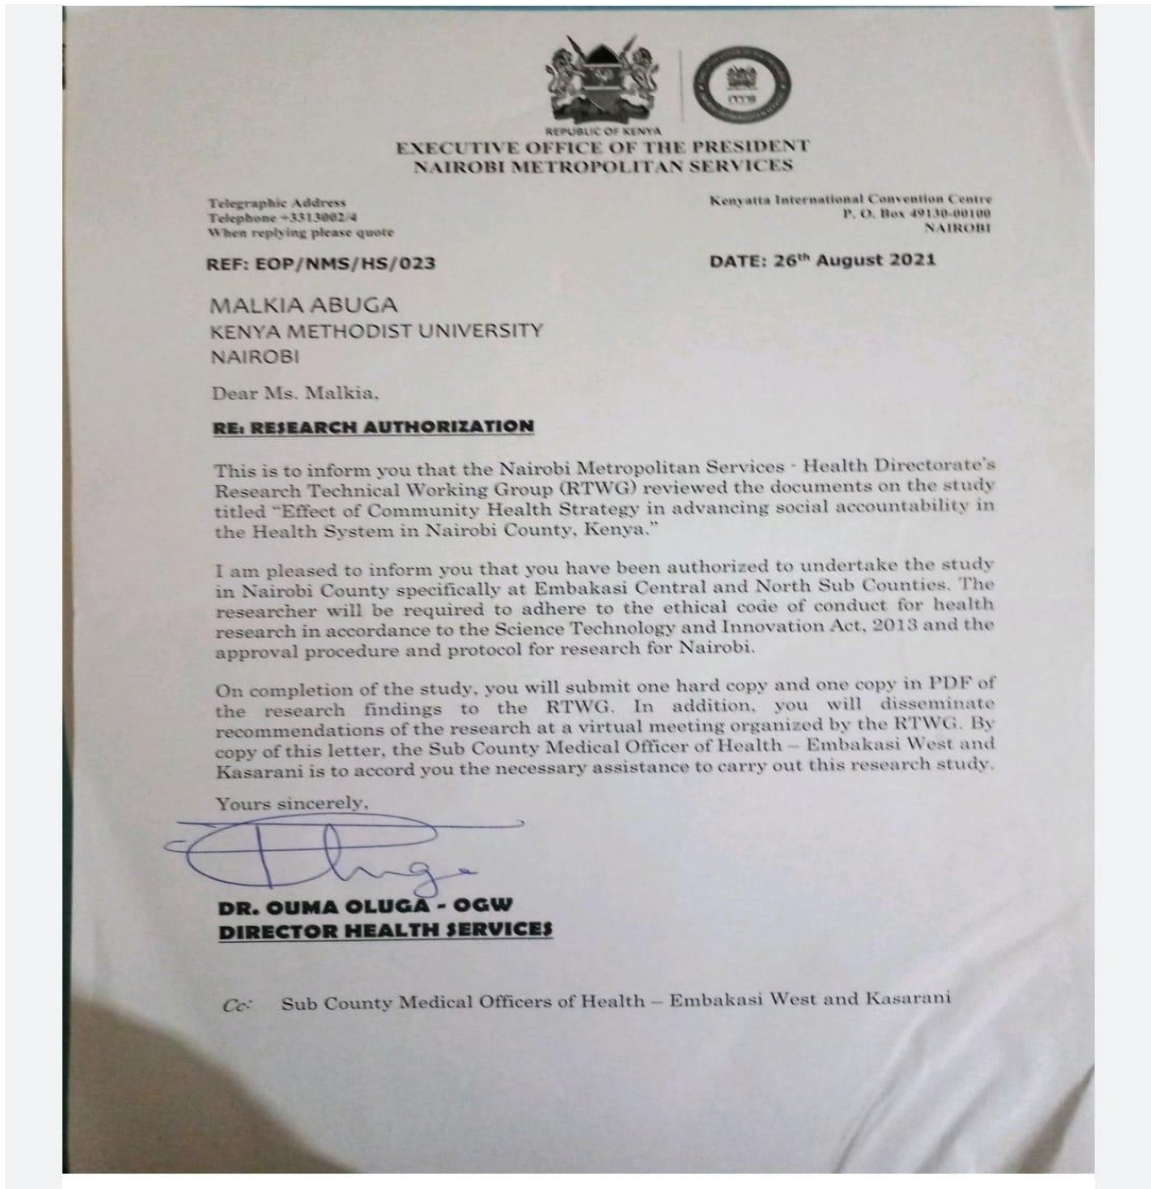 REPUBLIC OF KENYA
EXECUTIVE OFFICE OF THE PRESIDENT
NAIROBI METROPOLITAN SERVICES
Telegraphic Address
Telephone +3313002/4
When replying please quote
Kenyatta International Convention Centre
P. O. Box 49130-00100
NAIROBI
REF: EOP/NMS/HS/023
DATE: 26th August 2021
MALKIA ABUGA
KENYA METHODIST UNIVERSITY
NAIROBI
Dear Ms. Malkia,
RE: RESEARCH AUTHORIZATION
This is to inform you that the Nairobi Metropolitan Services - Health Directorate's
Research Technical Working Group (RTWG) reviewed the documents on the study
titled "Effect of Community Health Strategy in advancing social accountability in
the Health System in Nairobi County, Kenya."
I am pleased to inform you that you have been authorized to undertake the study
in Nairobi County specifically at Embakasi Central and North Sub Counties. The
researcher will be required to adhere to the ethical code of conduct for health
research in accordance to the Science Technology and Innovation Act, 2013 and the
approval procedure and protocol for research for Nairobi.
On completion of the study, you will submit one hard copy and one copy in PDF of
the research findings to the RTWG. In addition, you will disseminate
recommendations of the research at a virtual meeting organized by the RTWG. By
copy of this letter, the Sub County Medical Officer of Health – Embakasi West and
Kasarani is to accord you the necessary assistance to carry out this research study.
Yours sincerely,
DR. OUMA OLUGA - OGW
DIRECTOR HEALTH SERVICES
Cc: Sub County Medical Officers of Health – Embakasi West and Kasarani